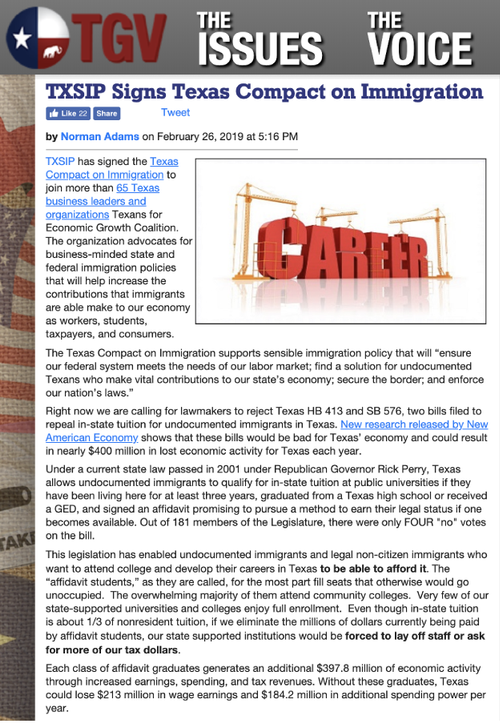 TGV
THE
ISSUES
THE
VOICE
TXSIP Signs Texas Compact on Immigration
Like 22
Share
Tweet
by Norman Adams on February 26, 2019 at 5:16 PM
TXSIP has signed the Texas
Compact on Immigration to
join more than 65 Texas
business leaders and
organizations Texans for
Economic Growth Coalition.
The organization advocates for
business-minded state and
federal immigration policies
that will help increase the
contributions that immigrants
are able make to our economy
as workers, students,
taxpayers, and consumers.
CAREER
The Texas Compact on Immigration supports sensible immigration policy that will “ensure
our federal system meets the needs of our labor market; find a solution for undocumented
Texans who make vital contributions to our state’s economy; secure the border; and enforce
our nation’s laws.”
Right now we are calling for lawmakers to reject Texas HB 413 and SB 576, two bills filed to
repeal in-state tuition for undocumented immigrants in Texas. New research released by New
American Economy shows that these bills would be bad for Texas’ economy and could result
in nearly $400 million in lost economic activity for Texas each year.
Under a current state law passed in 2001 under Republican Governor Rick Perry, Texas
allows undocumented immigrants to qualify for in-state tuition at public universities if they
have been living here for at least three years, graduated from a Texas high school or received
a GED, and signed an affidavit promising to pursue a method to earn their legal status if one
becomes available. Out of 181 members of the Legislature, there were only FOUR "no" votes
on the bill.
This legislation has enabled undocumented immigrants and legal non-citizen immigrants who
want to attend college and develop their careers in Texas to be able to afford it. The
“affidavit students,” as they are called, for the most part fill seats that otherwise would go
unoccupied. The overwhelming majority of them attend community colleges. Very few of our
state-supported universities and colleges enjoy full enrollment. Even though in-state tuition
is about 1/3 of nonresident tuition, if we eliminate the millions of dollars currently being paid
by affidavit students, our state supported institutions would be forced to lay off staff or ask
for more of our tax dollars.
Each class of affidavit graduates generates an additional $397.8 million of economic activity
through increased earnings, spending, and tax revenues. Without these graduates, Texas
could lose $213 million in wage earnings and $184.2 million in additional spending power per
year.